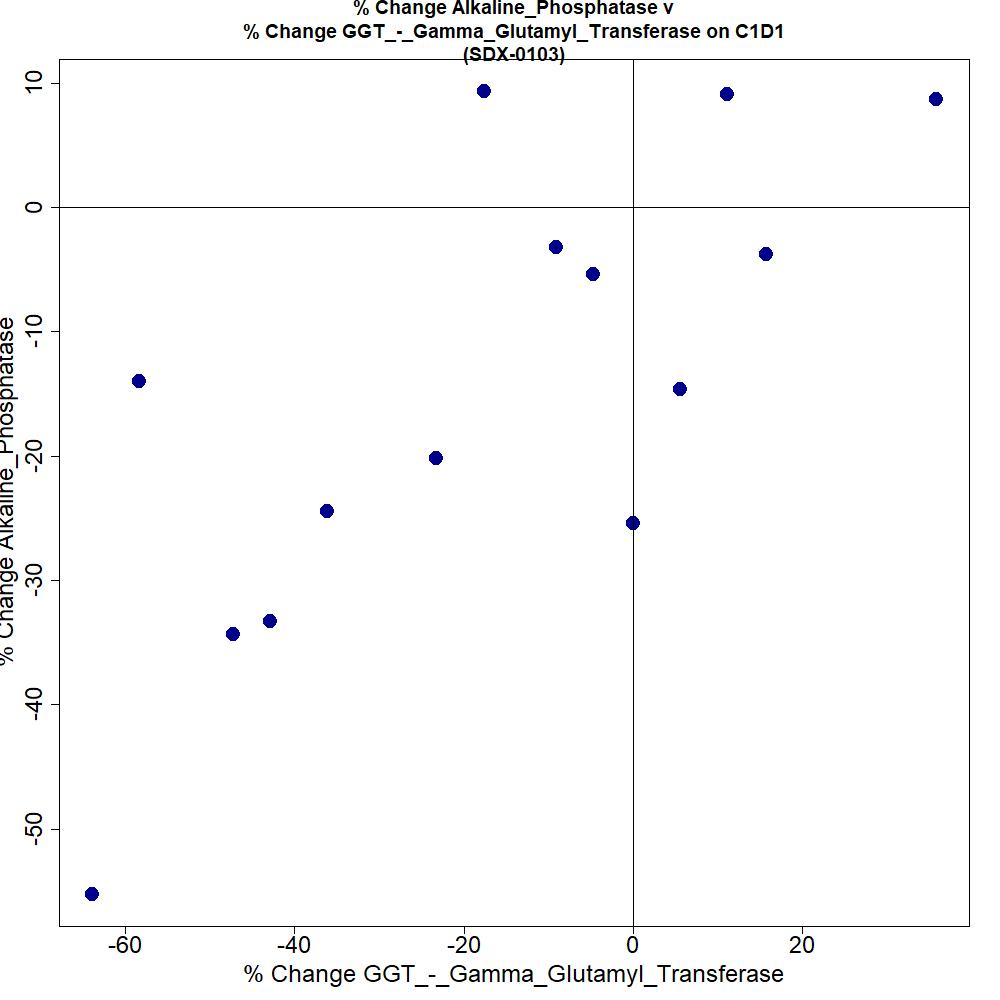 % Change Alkaline_Phosphatase v
% Change GGT_-_Gamma_Glutamyl_Transferase on C1D1
(SDX-0103)
% Change Alkaline_Phosphatase
10
0
-10
-20
-30
-40
-50
-60
-40
-20
0
20
% Change GGT_-_Gamma_Glutamyl_Transferase